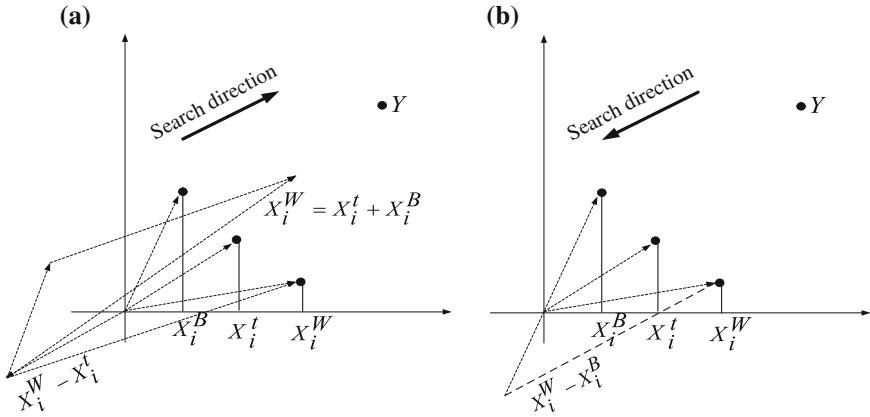 (a)
Search direction
Y
X_i^W = X_i^t + X_i^B
X_i^B
X_i^t
X_i^W
X_i^W - X_i^t
(b)
Search direction
Y
X_i^B
X_i^t
X_i^W
X_i^W - X_i^B